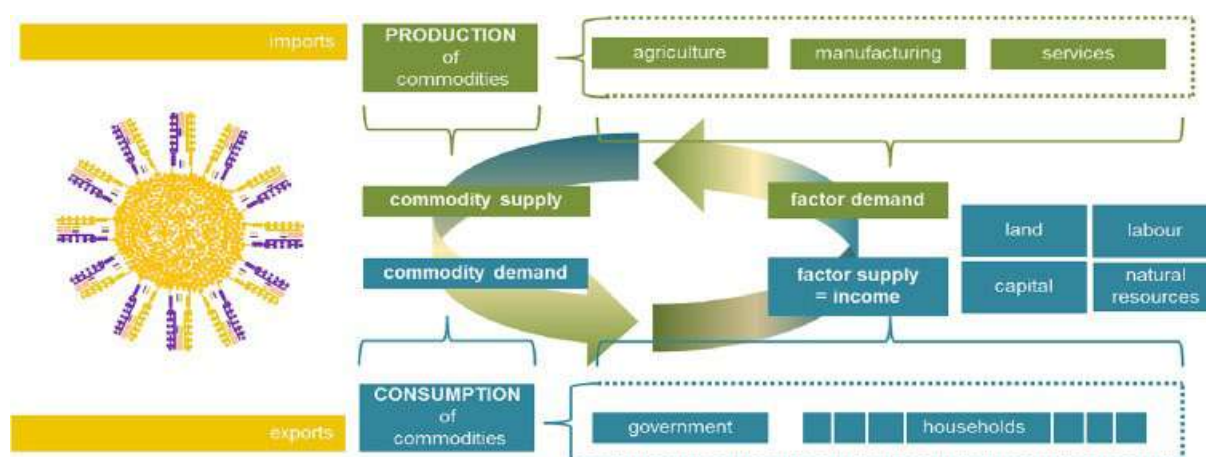 imports
PRODUCTION
of
commodities
agriculture
manufacturing
services
commodity supply
factor demand
land
labour
commodity demand
factor supply
= income
capital
natural
resources
CONSUMPTION
of
commodities
government
households
exports